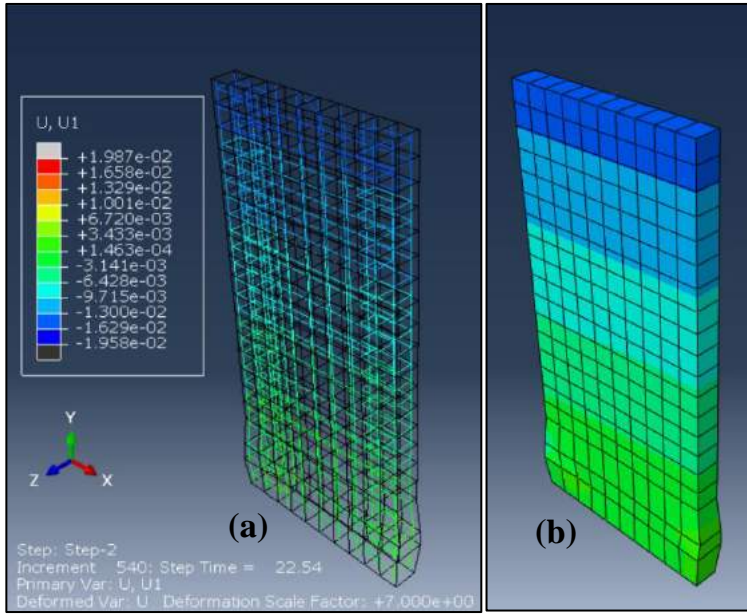 U, U1
+1.987e-02
+1.658e-02
+1.329e-02
+1.001e-02
+6.720e-03
+3.433e-03
+1.463e-04
-3.141e-03
-6.428e-03
-9.715e-03
-1.300e-02
-1.629e-02
-1.958e-02
Y
Z
X
(a)
Step: Step-2
Increment 540: Step Time = 22.54
Primary Var: U, U1
Deformed Var: U Deformation Scale Factor: +7.000e+00
(b)